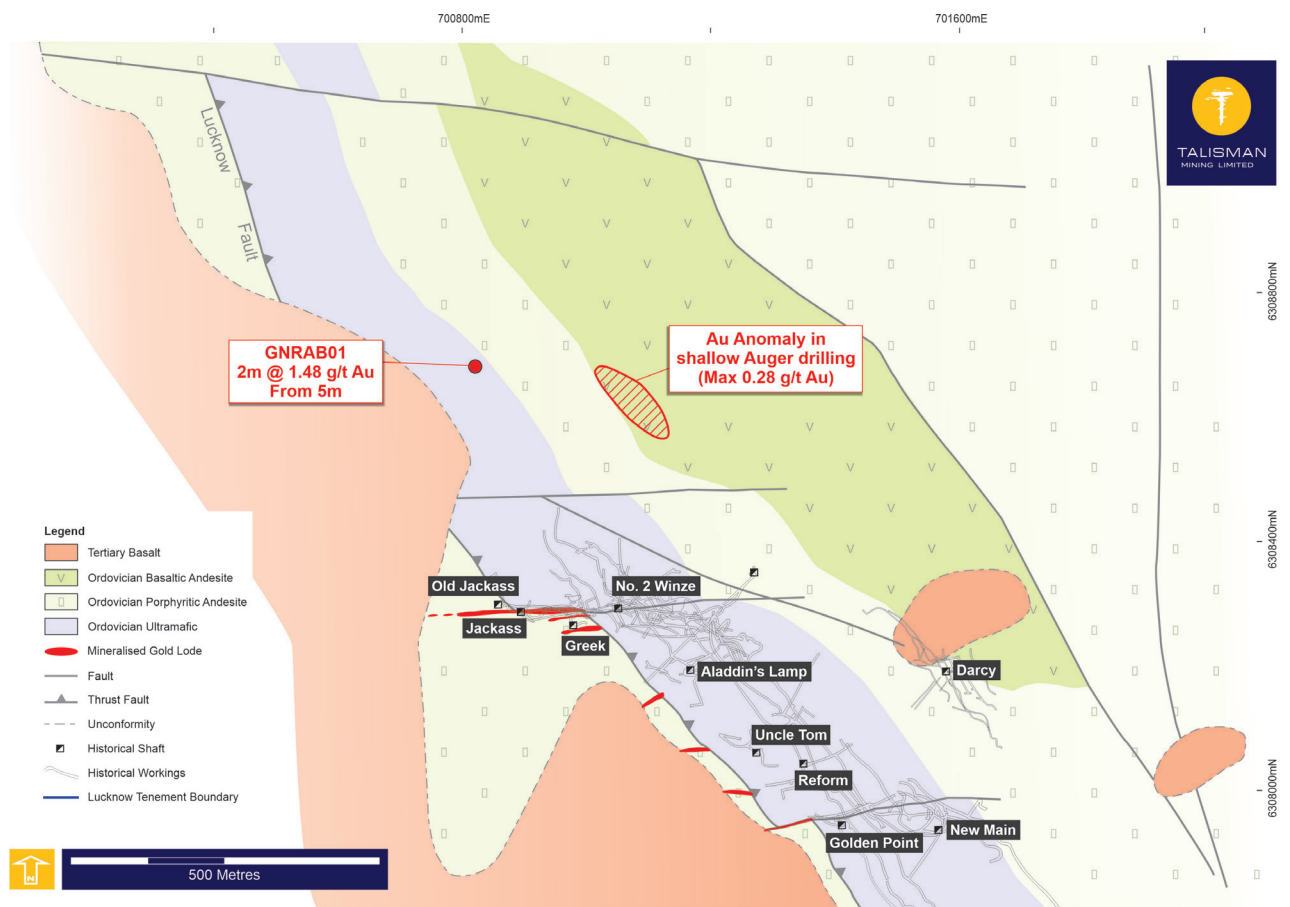 700800mE
701600mE
TALISMAN
MINING LIMITED
Lucknow
Fault
6308800mN
GNRAB01
2m @ 1.48 g/t Au
From 5m
Au Anomaly in
shallow Auger drilling
(Max 0.28 g/t Au)
6308400mN
Legend
Tertiary Basalt
V
Ordovician Basaltic Andesite
Ordovician Porphyritic Andesite
Ordovician Ultramafic
Mineralised Gold Lode
Fault
Thrust Fault
Unconformity
Historical Shaft
Historical Workings
Lucknow Tenement Boundary
Old Jackass
No. 2 Winze
Jackass
Greek
Aladdin's Lamp
Darcy
Uncle Tom
Reform
6308000mN
Golden Point
New Main
N
500 Metres